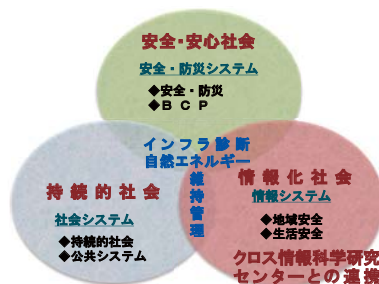 安全・安心社会
安全・防災システム
◆安全・防災
◆ＢＣＰ
インフラ診断
自然エネルギー
維持管理
持続的社会
社会システム
◆持続的社会
◆公共システム
情報化社会
情報システム
◆地域安全
◆生活安全
クロス情報科学研究
センターとの連携